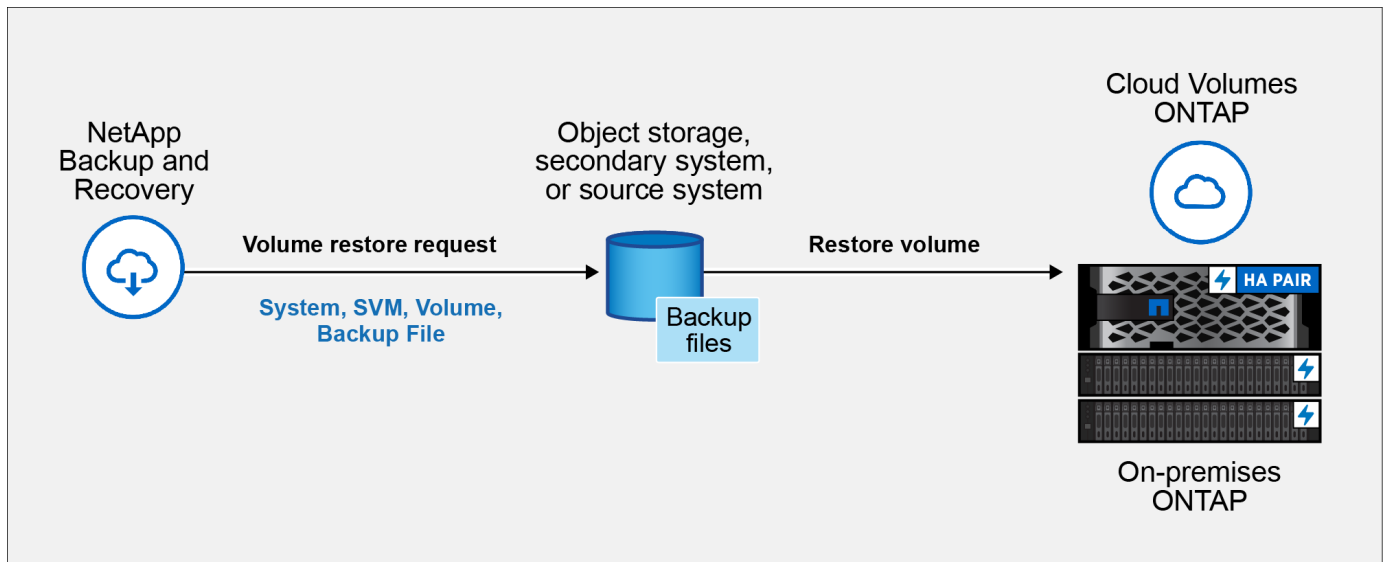 NetApp
Backup and
Recovery
Volume restore request
System, SVM, Volume,
Backup File
Object storage,
secondary system,
or source system
Backup
files
Restore volume
Cloud Volumes
ONTAP
HA PAIR
On-premises
ONTAP